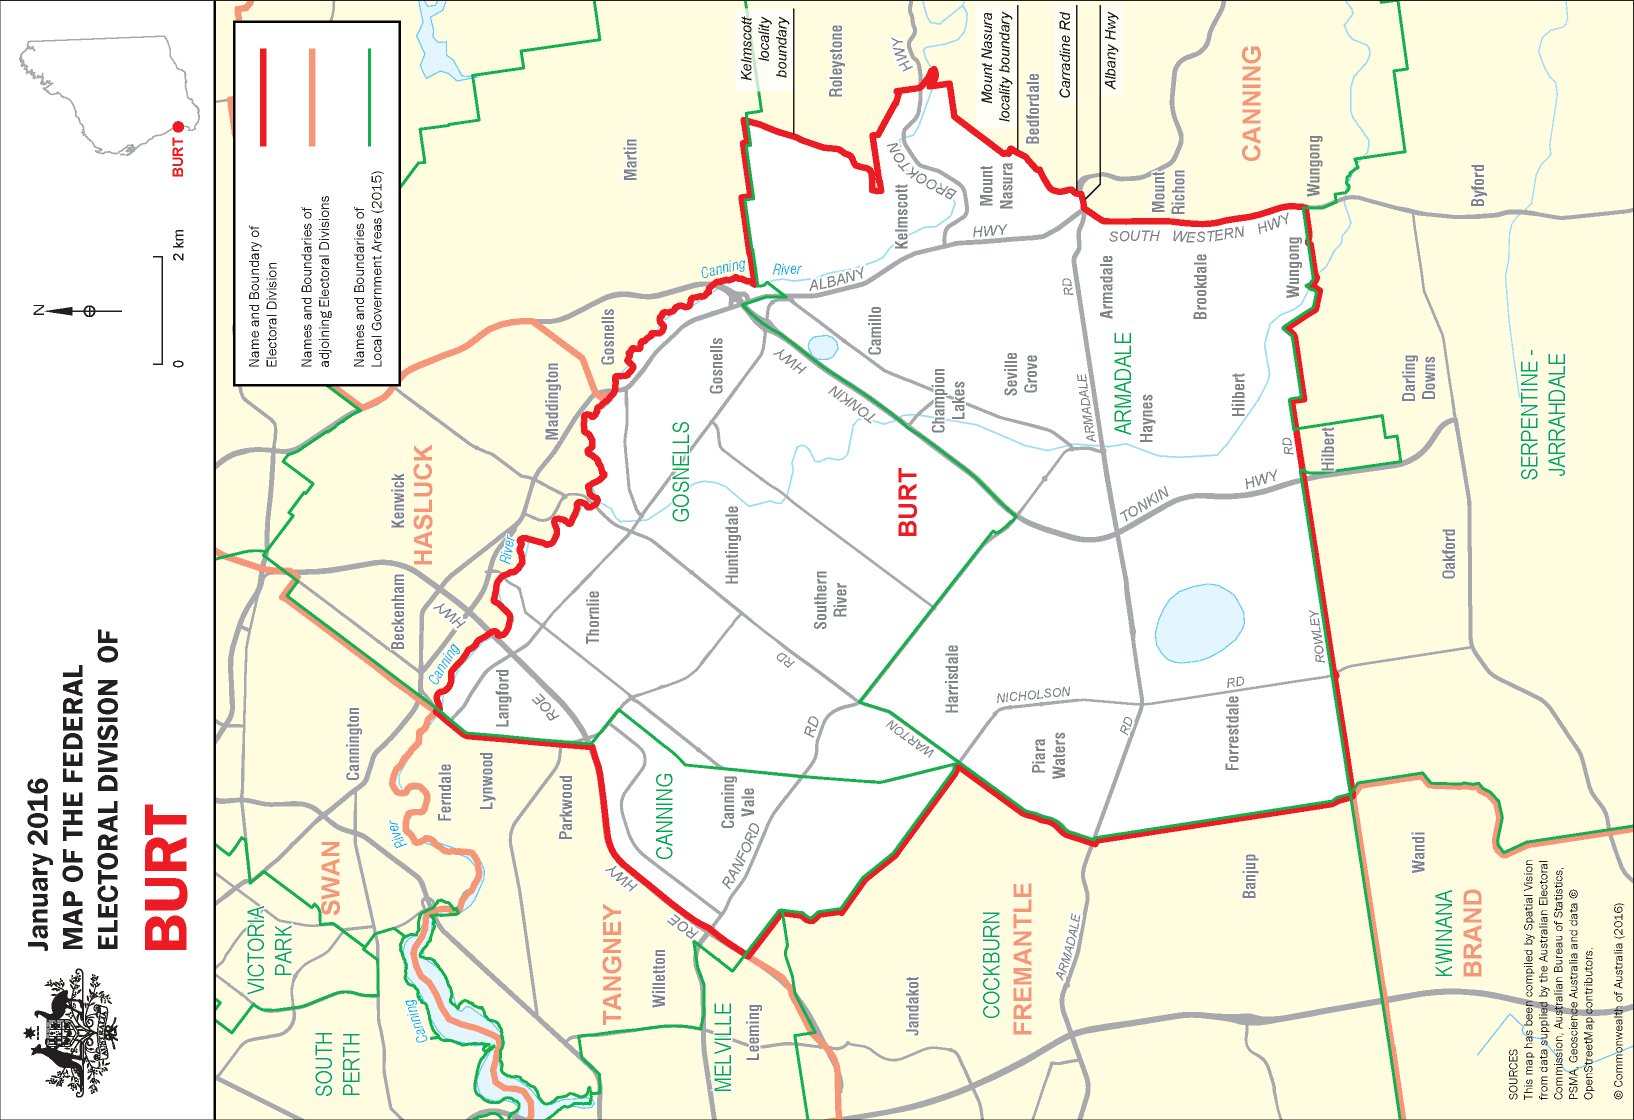 January 2016
MAP OF THE FEDERAL
ELECTORAL DIVISION OF
BURT
N
0
2 km
BURT
Name and Boundary of
Electoral Division
Names and Boundaries of
adjoining Electoral Divisions
Names and Boundaries of
Local Government Areas (2015)
VICTORIA
PARK
SOUTH
PERTH
SWAN
Cannington
Beckenham
Kenwick
HASLUCK
Maddington
Gosnells
Martin
Canning
River
Canning
River
HWY
Ferndale
Lynwood
Langford
ROE
Parkwood
Thornlie
TANGNEY
HWY
ROE
Willetton
MELVILLE
Leeming
CANNING
Canning
Vale
RANFORD
RD
RD
Huntingdale
GOSNELLS
Gosnells
Canning
River
Southern
River
BURT
HWY
TONKIN
Camillo
ALBANY
HWY
Champion
Lakes
Seville
Grove
Kelmscott
BROOKTON
HWY
Roleystone
Kelmscott
locality
boundary
Mount Nasura
locality boundary
Carradine Rd
Albany Hwy
Bedfordale
Mount
Nasura
Mount
Richon
CANNING
SOUTH WESTERN HWY
Wungong
Wungong
Byford
Armadale
Brookdale
RD
ARMADALE
ARMADALE
Haynes
Hilbert
Hilbert
TONKIN
HWY
RD
ROWLEY
Darling
Downs
SERPENTINE -
JARRAHDALE
Oakford
Harrisdale
WARTON
NICHOLSON
RD
RD
Piara
Waters
Forrestdale
Jandakot
COCKBURN
FREMANTLE
ARMADALE
Banjup
Wandi
KWINANA
BRAND
SOURCES
This map has been compiled by Spatial Vision
from data supplied by the Australian Electoral
Commission, Australian Bureau of Statistics,
PSMA, Geoscience Australia and data ©
OpenStreetMap contributors.
© Commonwealth of Australia (2016)